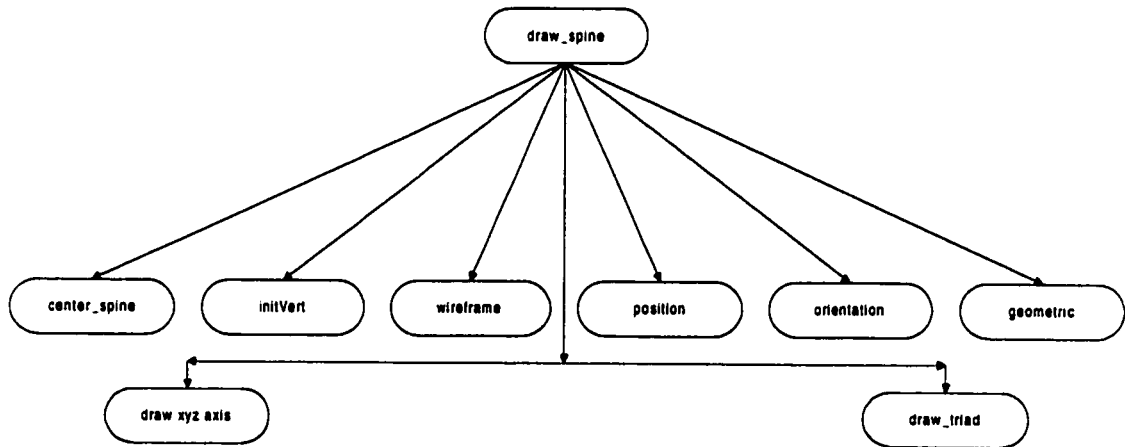 draw_spine
center_spine
initVert
wireframe
position
orientation
geometric
draw xyz axis
draw_triad